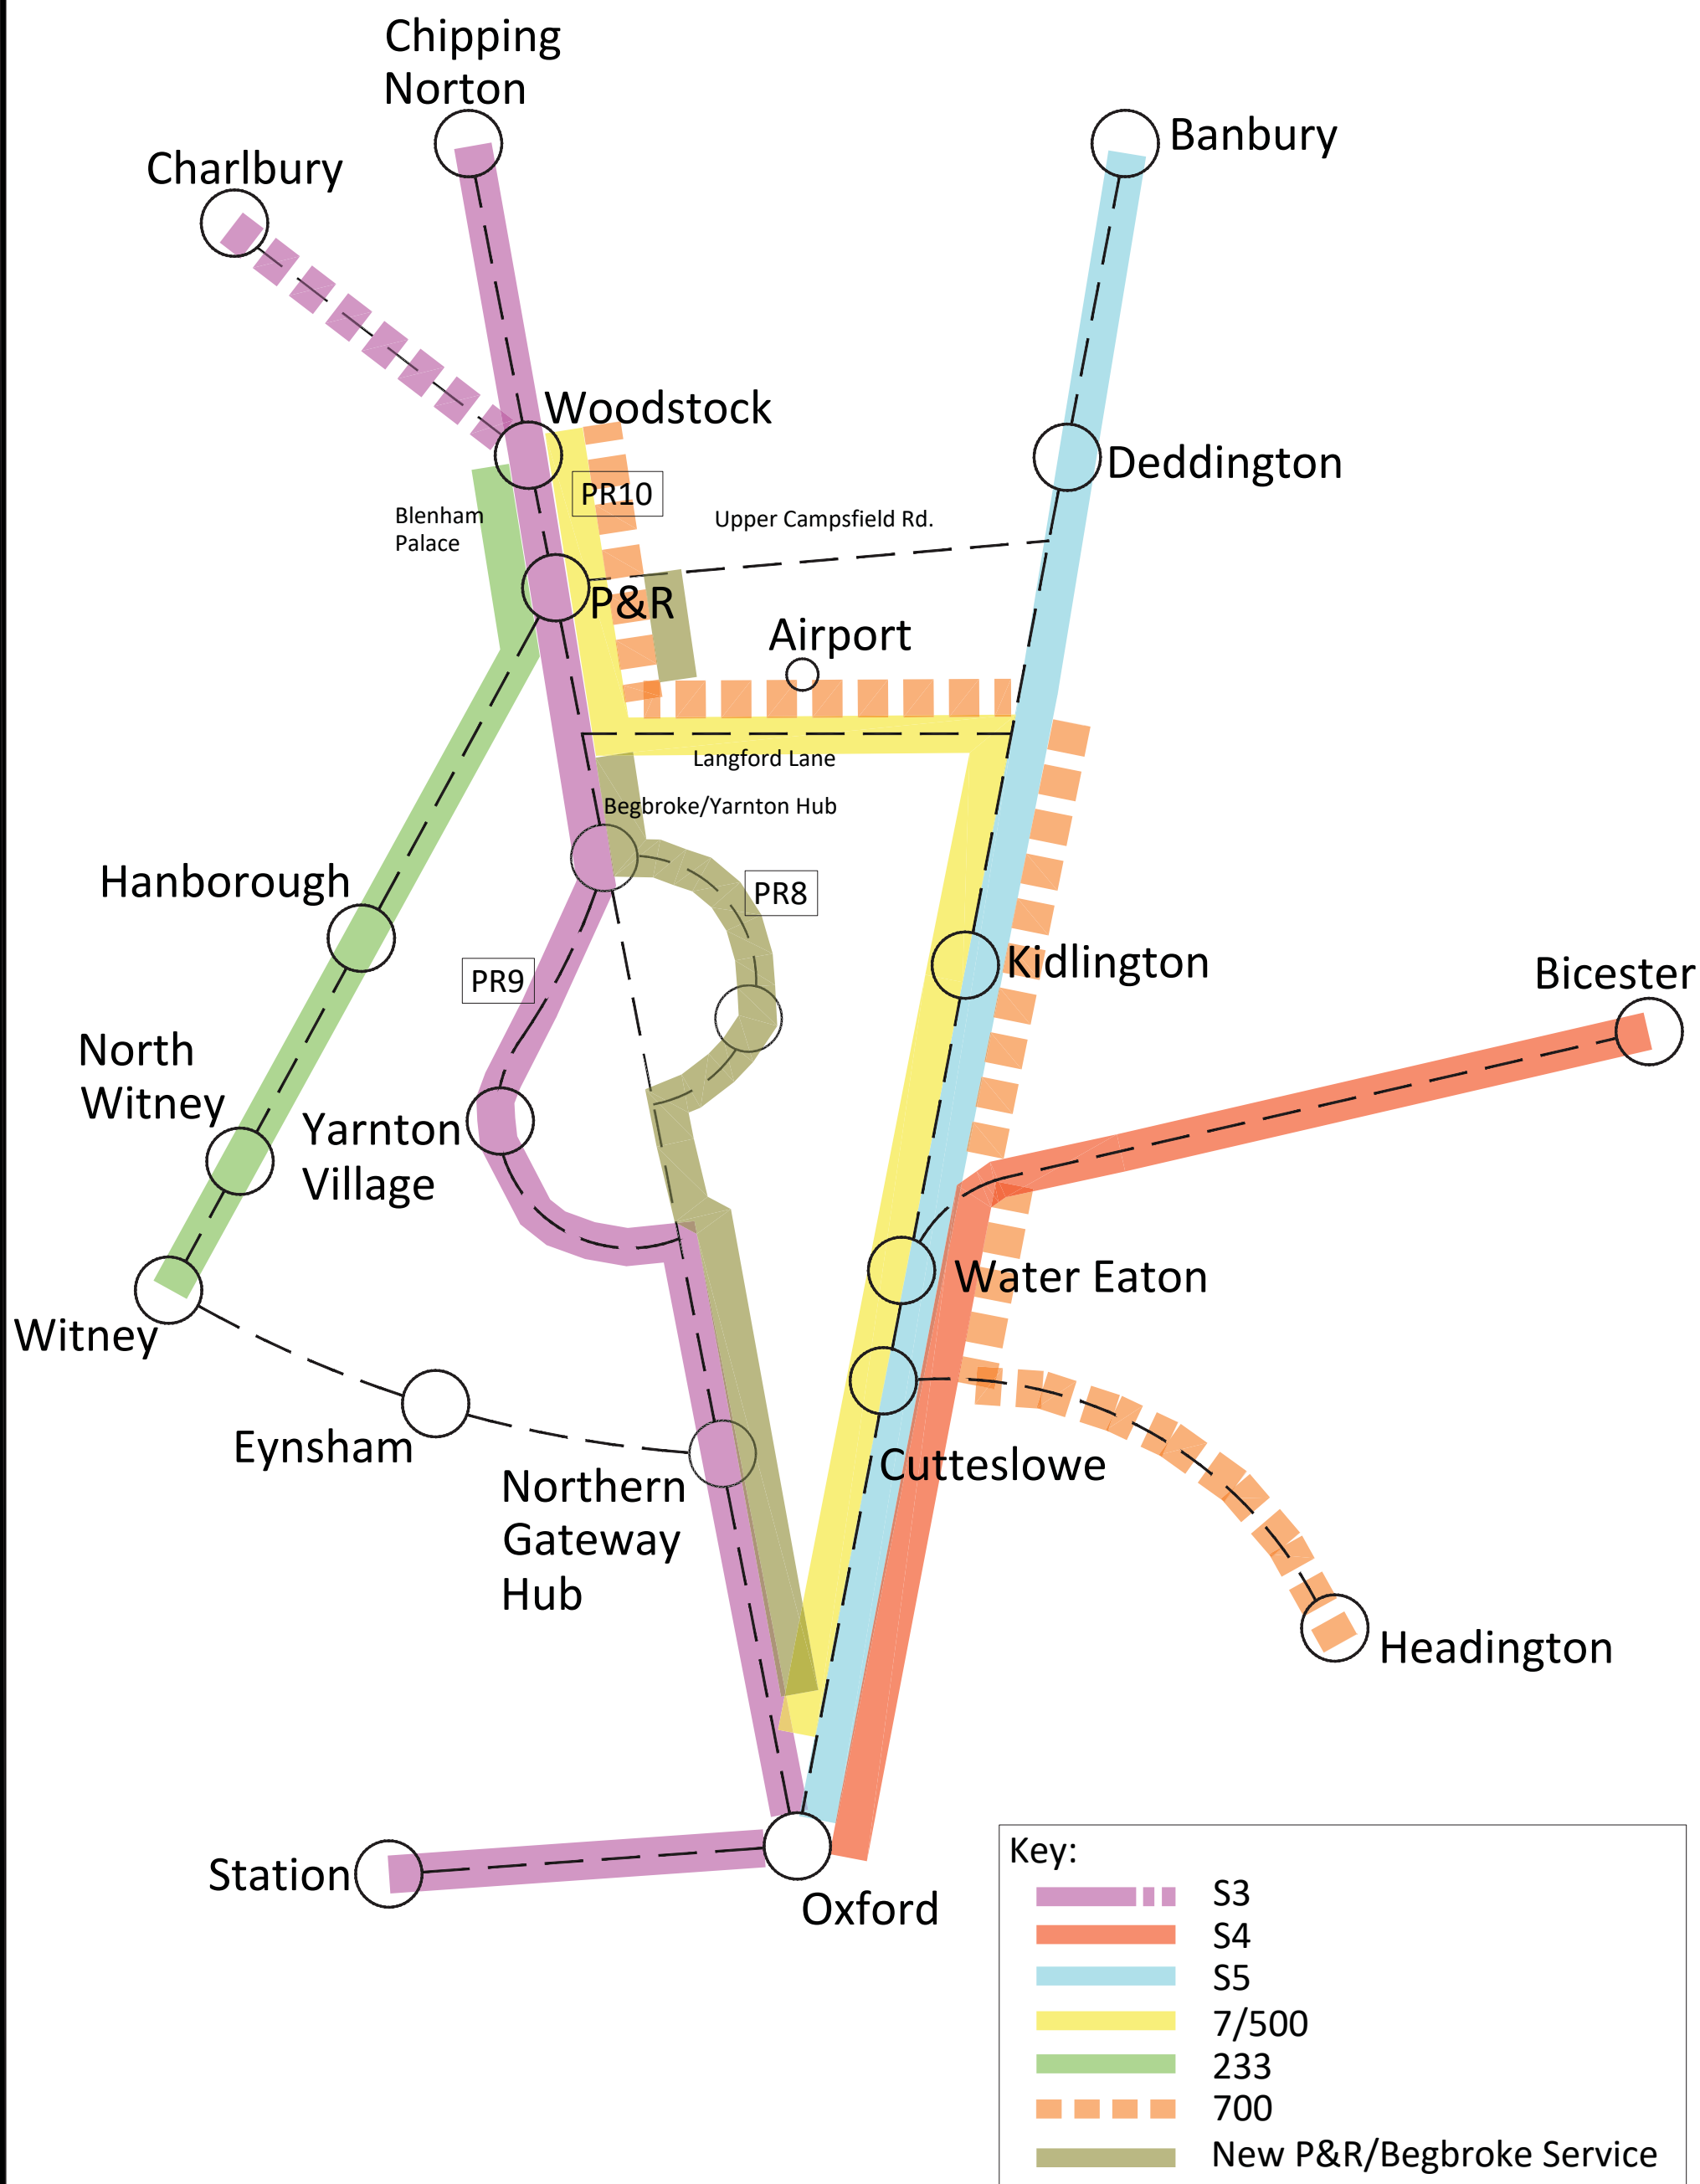 Chipping
Norton
Banbury
Charlbury
Woodstock
Deddington
PR10
Blenham
Palace
Upper Campsfield Rd.
P&R
Airport
Langford Lane
Begbroke/Yarnton Hub
Hanborough
PR8
Kidlington
PR9
Bicester
North
Witney
Yarnton
Village
Water Eaton
Witney
Eynsham
Cutteslowe
Northern
Gateway
Hub
Headington
Station
Oxford
Key:
S3
S4
S5
7/500
233
700
New P&R/Begbroke Service